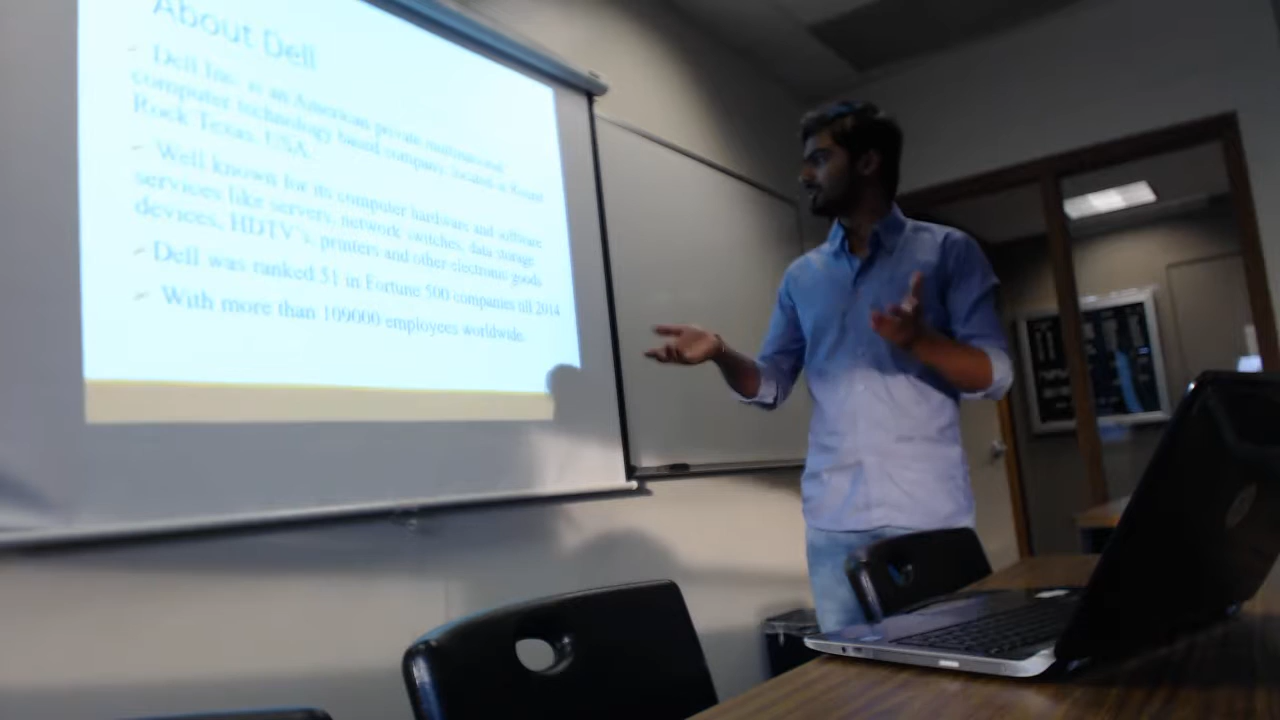 About Dell
Dell Inc. is an American private multinational
computer technology based company located in Round
Rock Texas, USA.
Well known for its computer hardware and software
services like servers, network switches, data storage
devices, HDTV's, printers and other electronic goods
Dell was ranked 51 in Fortune 500 companies till 2014
With more than 109000 employees worldwide.